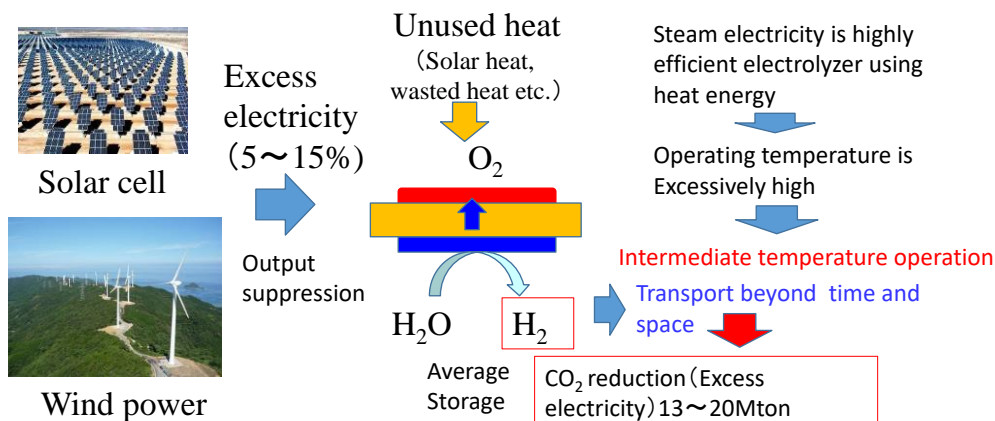 Solar cell
Wind power
Excess
electricity
（5～15%）
Output
suppression
Unused heat
（Solar heat,
wasted heat etc.）
O₂
H₂O
H₂
Average
Storage
Steam electricity is highly
efficient electrolyzer using
heat energy
Operating temperature is
Excessively high
Intermediate temperature operation
Transport beyond time and
space
CO₂ reduction（Excess
electricity）13～20Mton